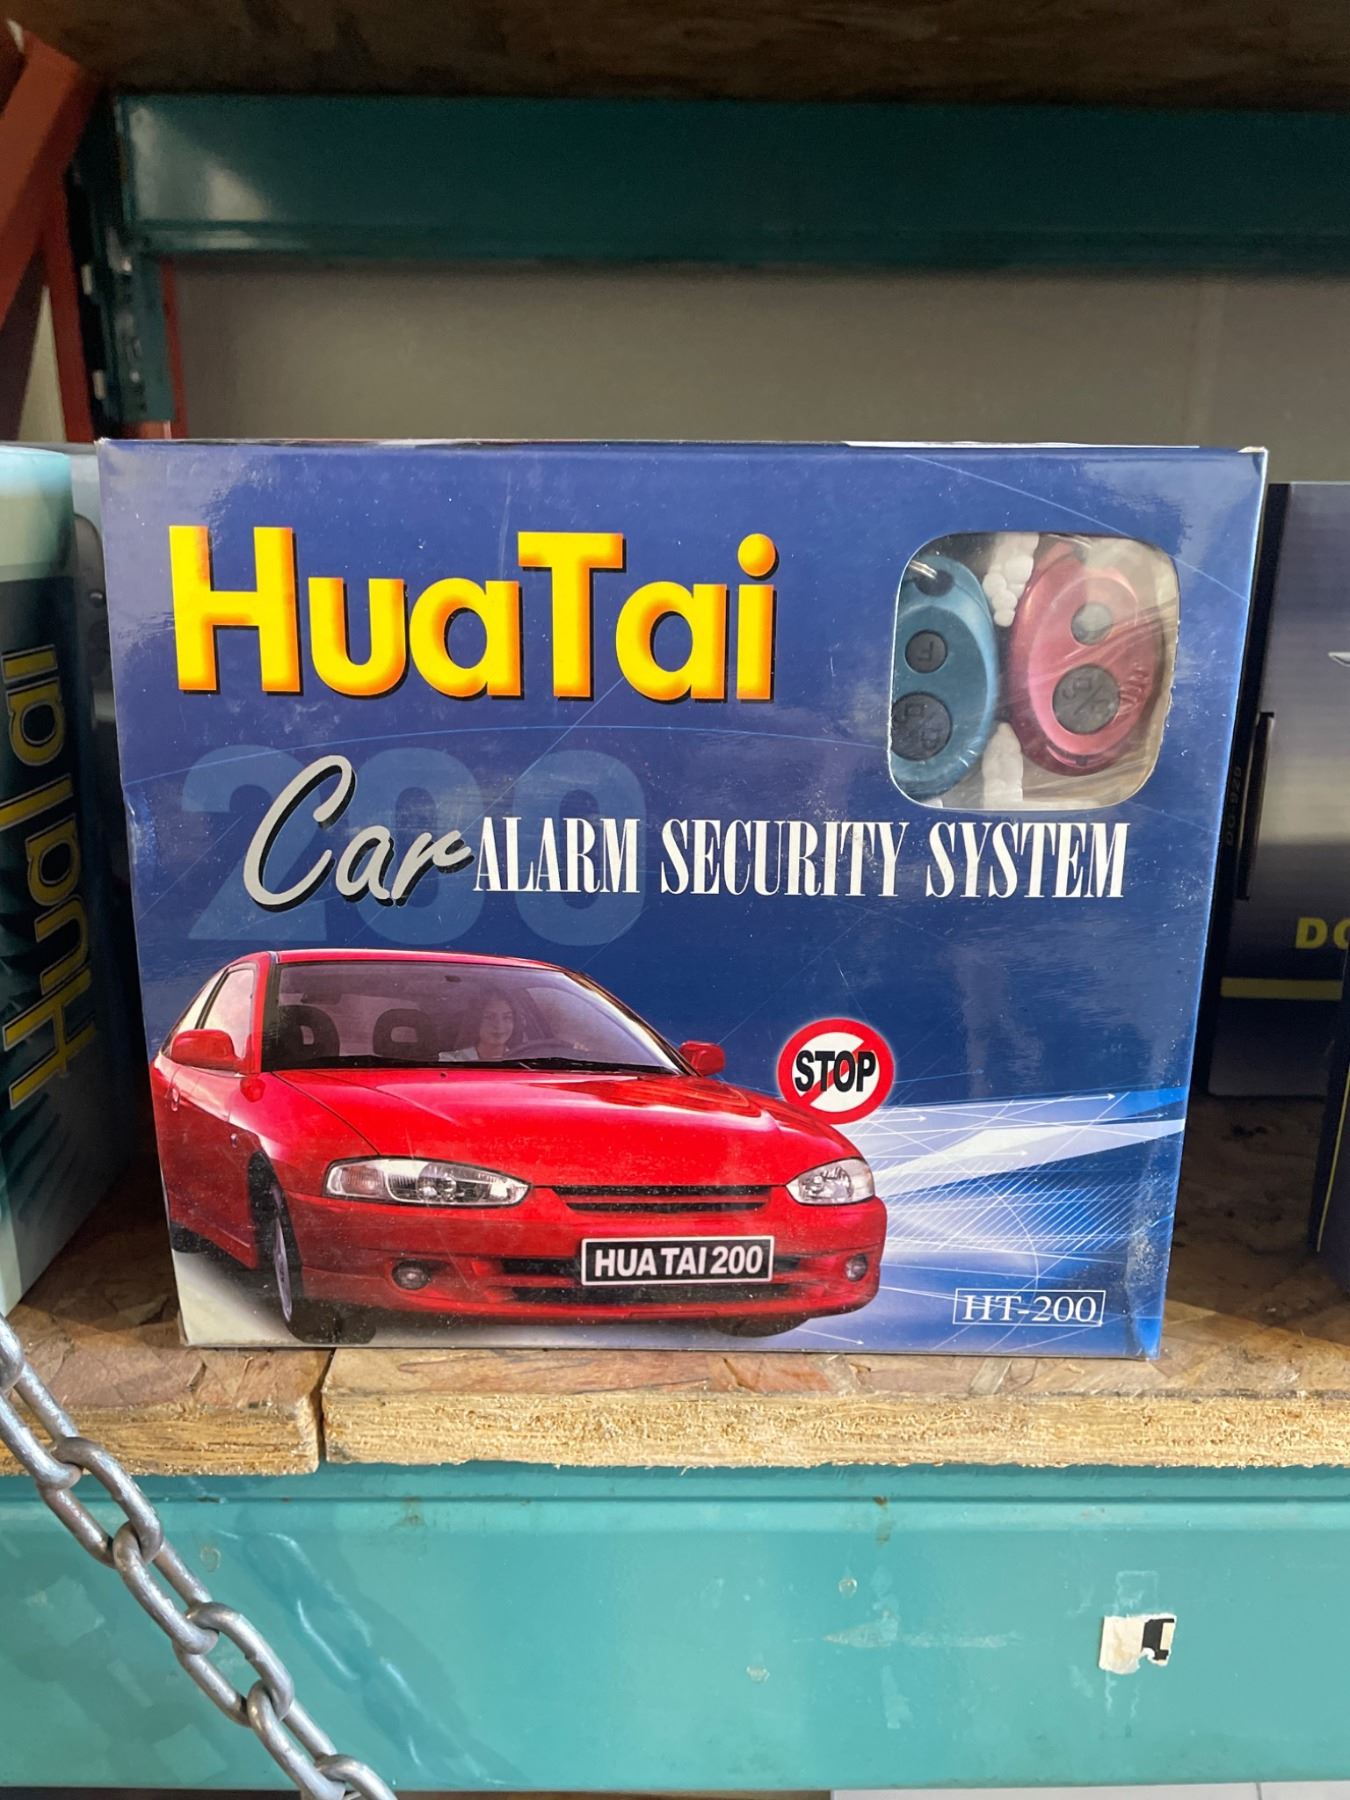 HuaTai
200
Car ALARM SECURITY SYSTEM
STOP
HUA TAI 200
HT-200
HuaTai
F